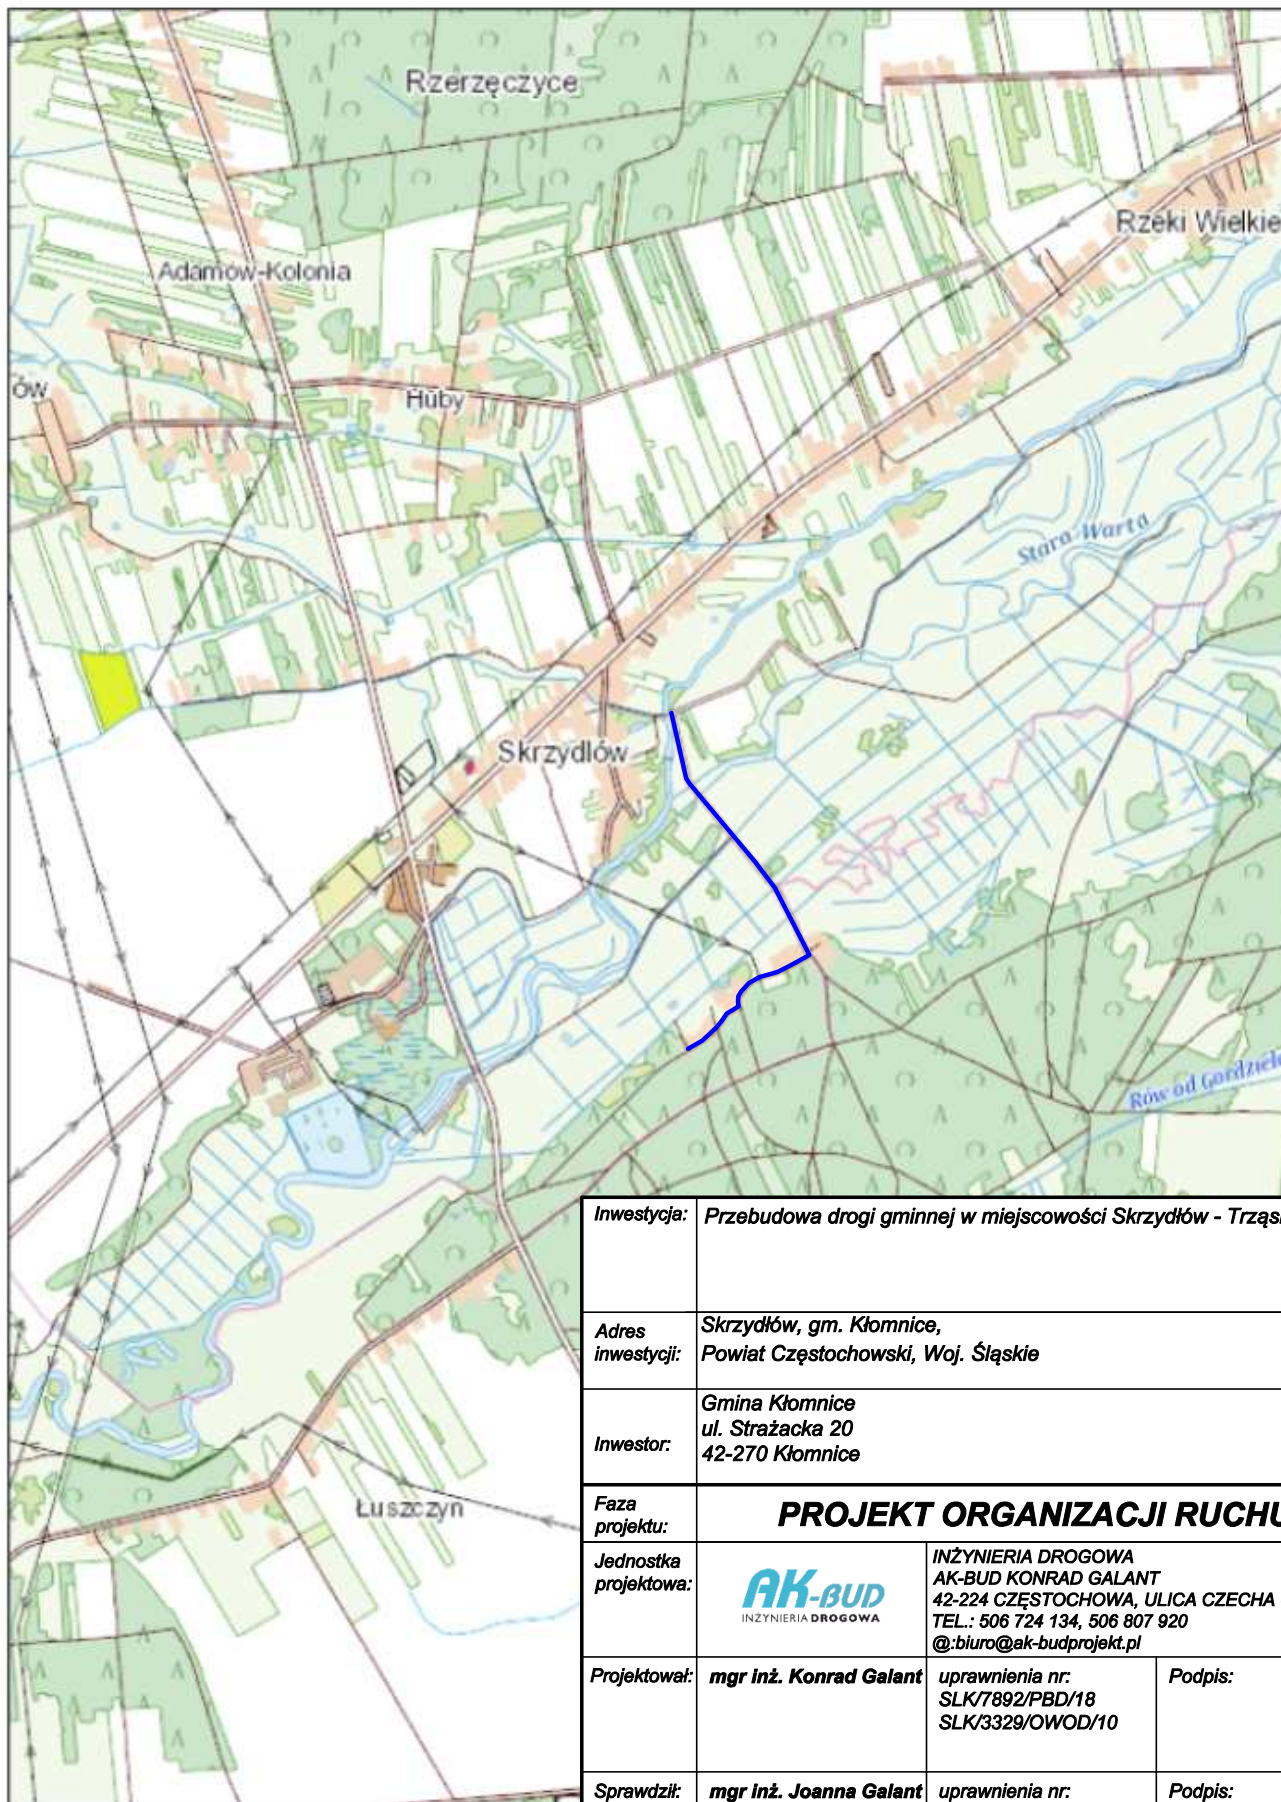 Rzerzęczyce
Rzeki Wielkie
Adamow-Kolonia
ów
Huby
Stara Warta
Skrzydlów
Rów od Gordziel
Łuszczyn
Inwestycja: Przebudowa drogi gminnej w miejscowości Skrzydłów - Trząs
Adres inwestycji:
Skrzydłów, gm. Kłomnice,
Powiat Częstochowski, Woj. Śląskie
Inwestor:
Gmina Kłomnice
ul. Strażacka 20
42-270 Kłomnice
Faza projektu:
PROJEKT ORGANIZACJI RUCHU
Jednostka projektowa:
AK-BUD
INŻYNIERIA DROGOWA
INŻYNIERIA DROGOWA
AK-BUD KONRAD GALANT
42-224 CZĘSTOCHOWA, ULICA CZECHA
TEL.: 506 724 134, 506 807 920
@:biuro@ak-budprojekt.pl
Projektował: mgr inż. Konrad Galant uprawnienia nr: Podpis:
SLK/7892/PBD/18
SLK/3329/OWOD/10
Sprawdził: mgr inż. Joanna Galant uprawnienia nr: Podpis: